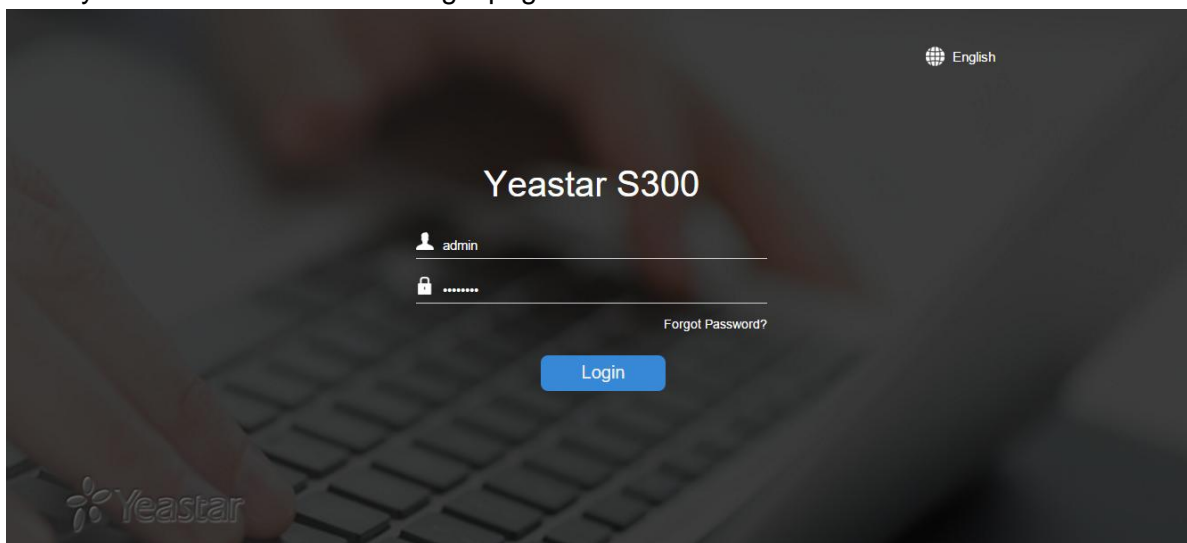 English
Yeastar S300
admin
........
Forgot Password?
Login
Yeastar